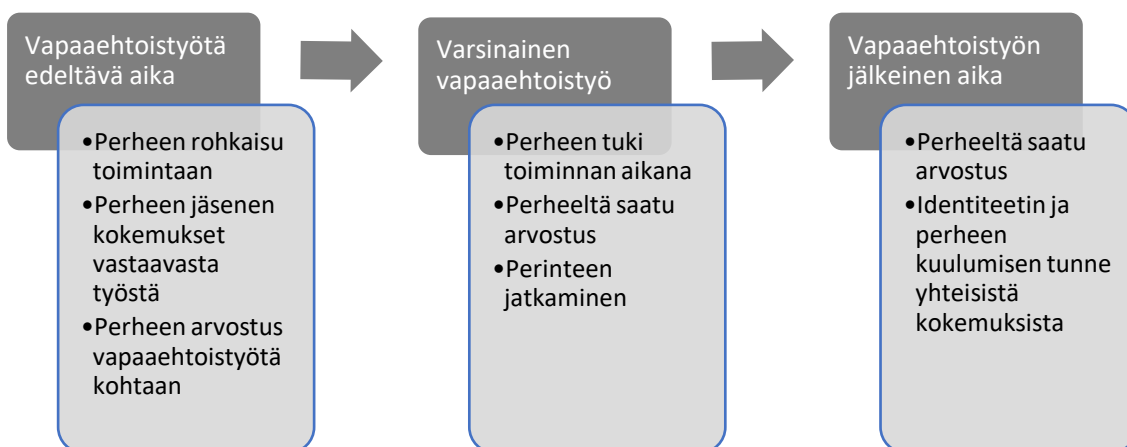 Vapaaehtoistyötä
edeltävä aika
•Perheen rohkaisu
toimintaan
•Perheen jäsenen
kokemukset
vastaavasta
työstä
•Perheen arvostus
vapaaehtoistyötä
kohtaan
Varsinainen
vapaaehtoistyö
•Perheen tuki
toiminnan aikana
•Perheeltä saatu
arvostus
•Perinteen
jatkaminen
Vapaaehtoistyön
jälkeinen aika
•Perheeltä saatu
arvostus
•Identiteetin ja
perheen
kuulumisen tunne
yhteisistä
kokemuksista